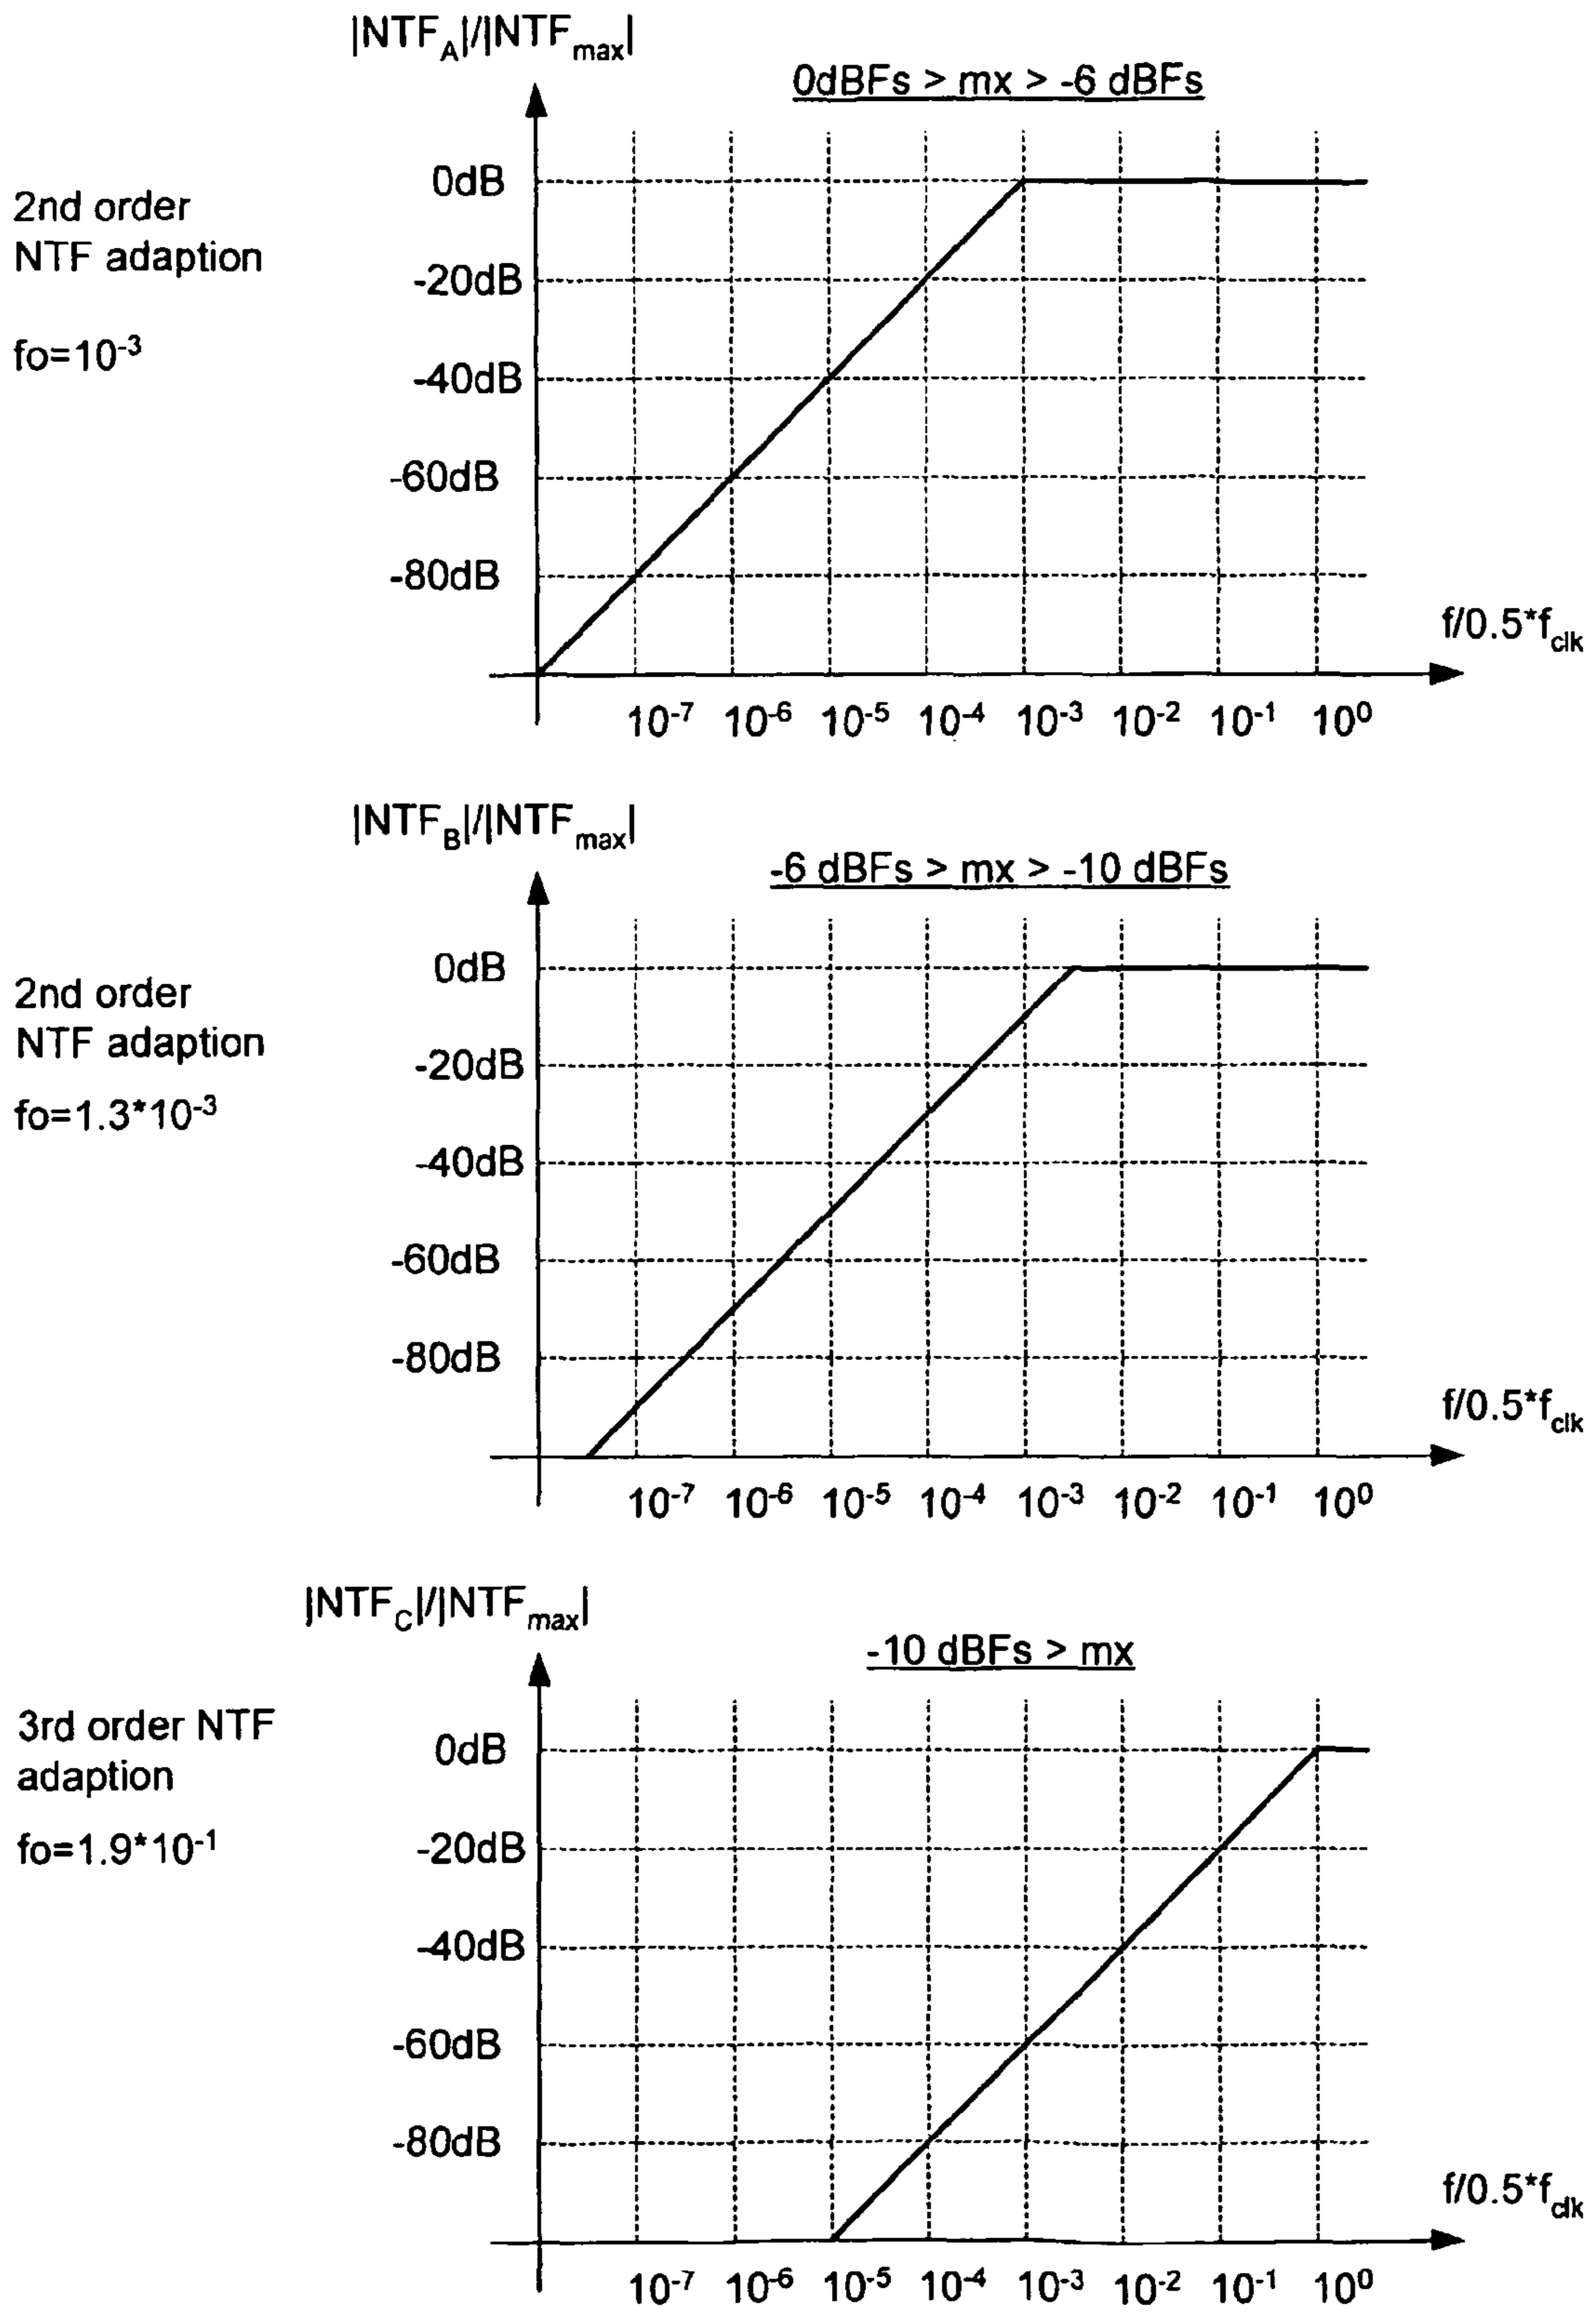 |NTF_A|/|NTF_max|
0dBFs > mx > -6 dBFs
2nd order
NTF adaption
fo=10^-3
0dB
-20dB
-40dB
-60dB
-80dB
f/0.5*f_clk
10^-7 10^-6 10^-5 10^-4 10^-3 10^-2 10^-1 10^0
|NTF_B|/|NTF_max|
-6 dBFs > mx > -10 dBFs
2nd order
NTF adaption
fo=1.3*10^-3
0dB
-20dB
-40dB
-60dB
-80dB
f/0.5*f_clk
10^-7 10^-6 10^-5 10^-4 10^-3 10^-2 10^-1 10^0
|NTF_C|/|NTF_max|
-10 dBFs > mx
3rd order NTF
adaption
fo=1.9*10^-1
0dB
-20dB
-40dB
-60dB
-80dB
f/0.5*f_clk
10^-7 10^-6 10^-5 10^-4 10^-3 10^-2 10^-1 10^0